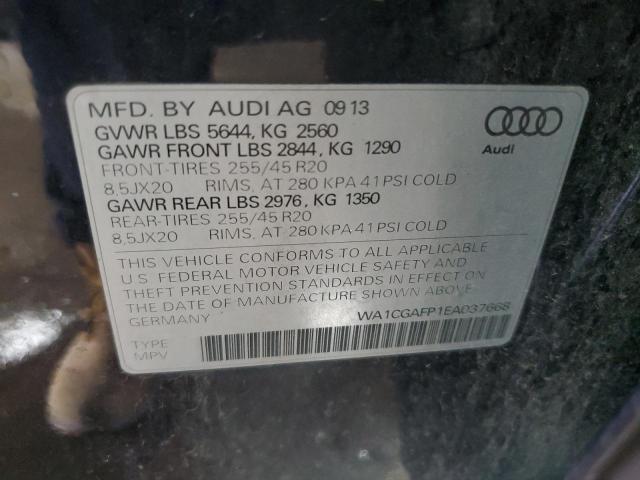 MFD. BY AUDI AG 09 13
GVWR LBS 5644, KG 2560
GAWR FRONT LBS 2844, KG 1290
FRONT-TIRES 255/45 R20
8,5JX20 RIMS, AT 280 KPA 41 PSI COLD
GAWR REAR LBS 2976, KG 1350
REAR-TIRES 255/45 R20
8,5JX20 RIMS, AT 280 KPA 41 PSI COLD
Audi
THIS VEHICLE CONFORMS TO ALL APPLICABLE
U.S. FEDERAL MOTOR VEHICLE SAFETY AND
THEFT PREVENTION STANDARDS IN EFFECT ON
THE DATE OF MANUFACTURE SHOWN ABOVE.
GERMANY
WA1CGAFP1EA037668
TYPE
MPV